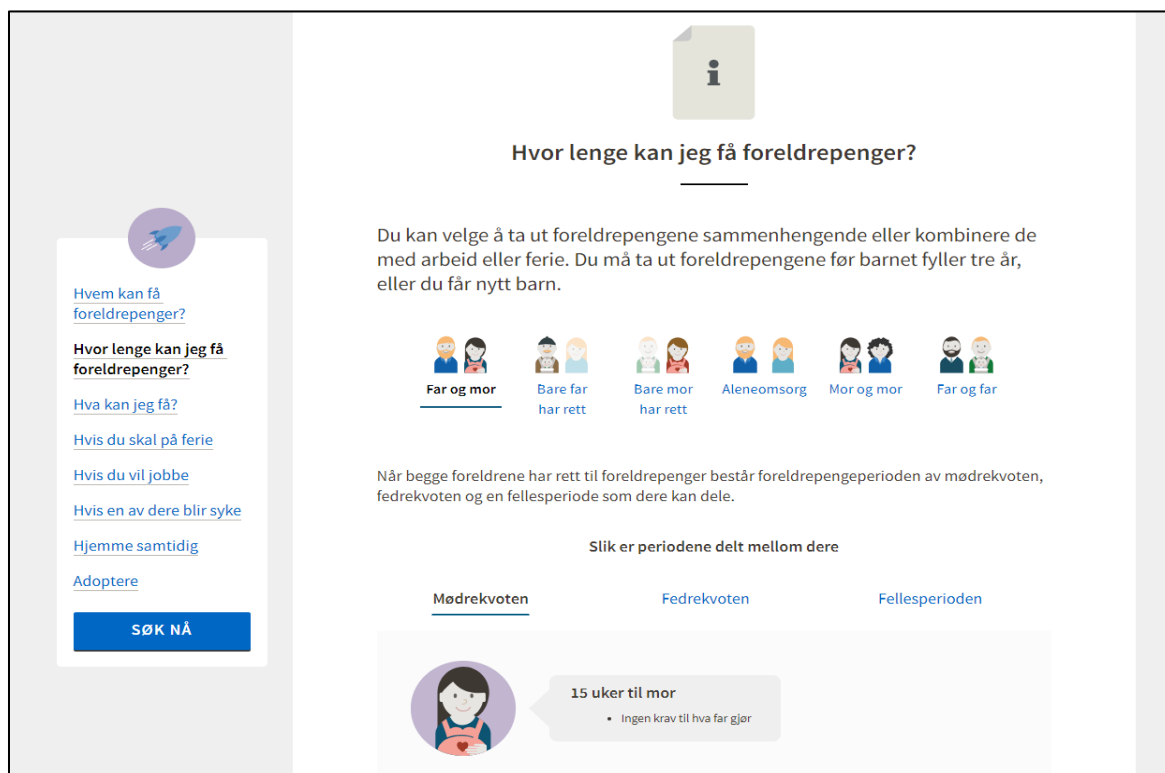 i
Hvor lenge kan jeg få foreldrepenger?
Du kan velge å ta ut foreldrepengene sammenhengende eller kombinere de
med arbeid eller ferie. Du må ta ut foreldrepengene før barnet fyller tre år,
eller du får nytt barn.
Hvem kan få
foreldrepenger?
Hvor lenge kan jeg få
foreldrepenger?
Hva kan jeg få?
Hvis du skal på ferie
Hvis du vil jobbe
Hvis en av dere blir syke
Hjemme samtidig
Adoptere
SØK NÅ
Far og mor
Bare far
har rett
Bare mor
har rett
Aleneomsorg
Mor og mor
Far og far
Når begge foreldrene har rett til foreldrepenger består foreldrepengeperioden av mødrekvoten,
fedrekvoten og en fellesperiode som dere kan dele.
Slik er periodene delt mellom dere
Mødrekvoten
Fedrekvoten
Fellesperioden
15 uker til mor
• Ingen krav til hva far gjør